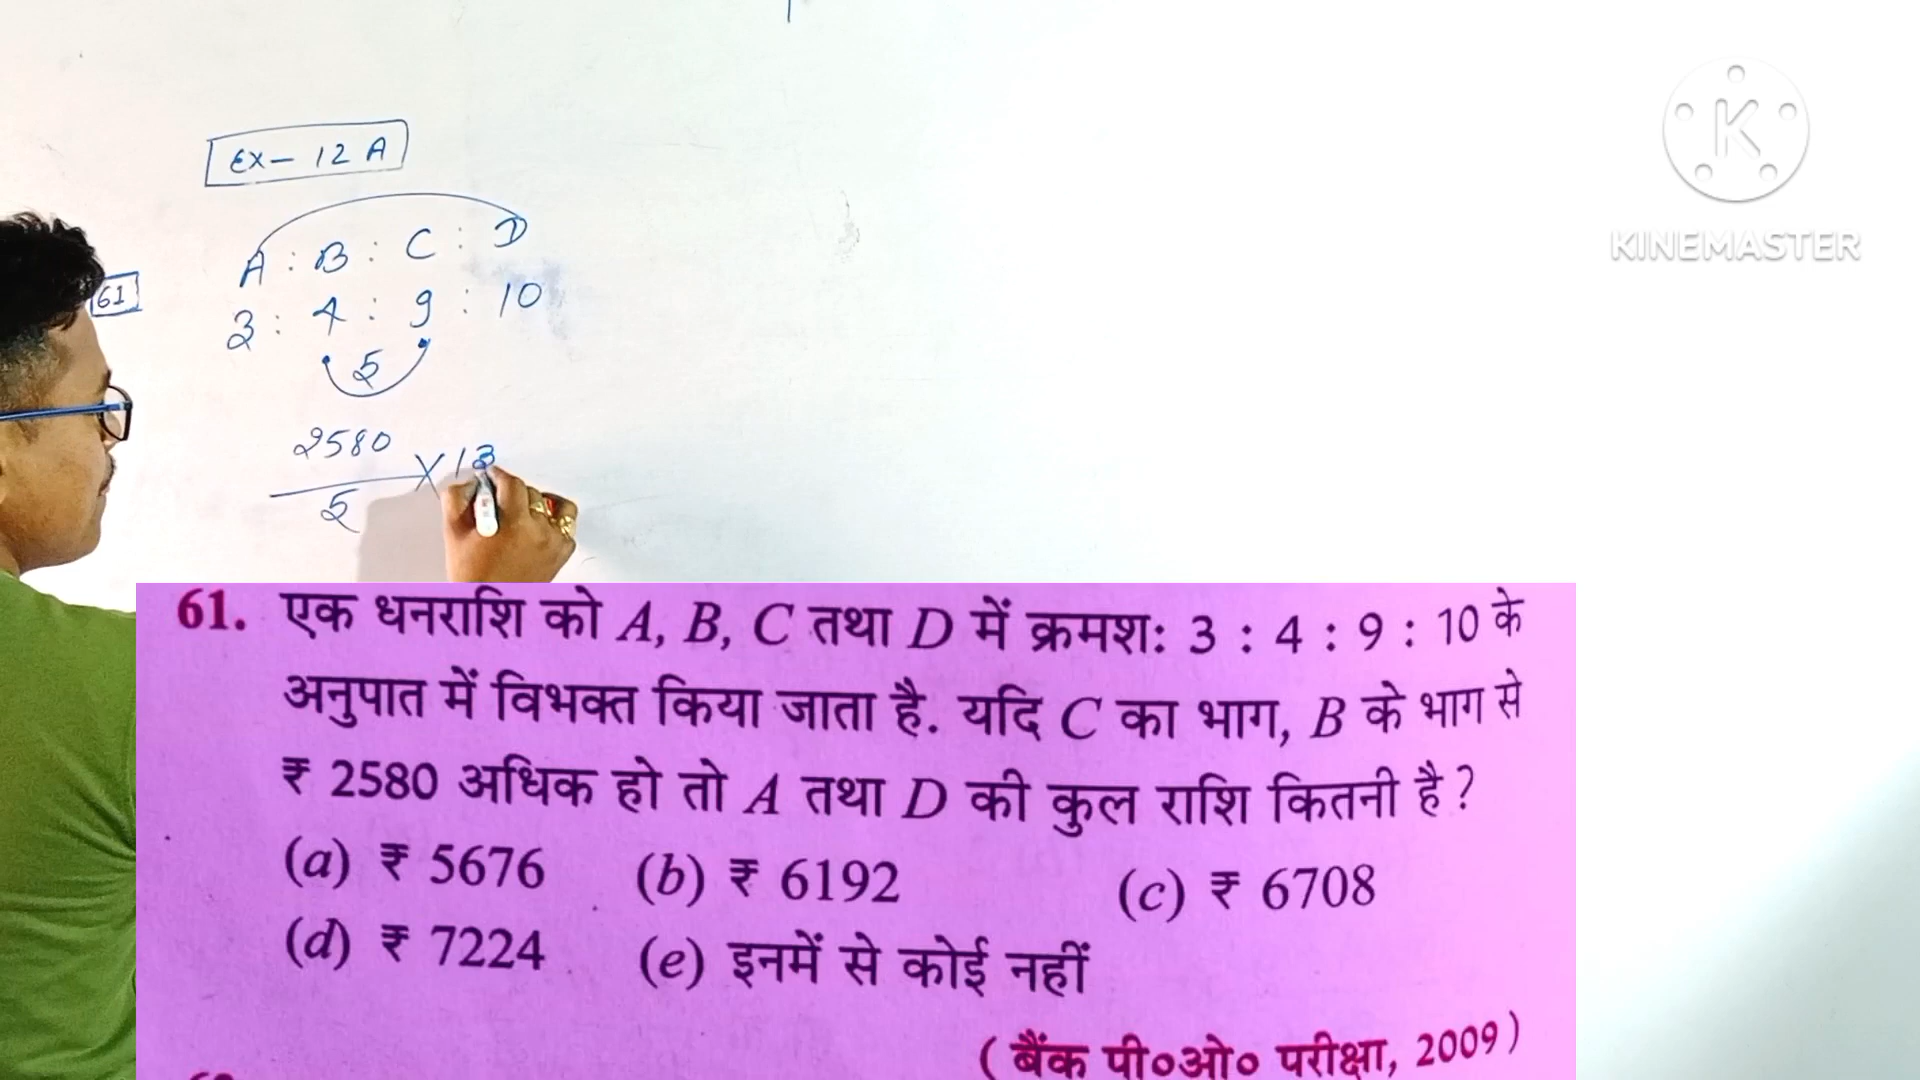 Ex- 12 A
A : B : C : D
61
3 : 4 : 9 : 10
5
2580
5
× 13
KINEMASTER
61. एक धनराशि को A, B, C तथा D में क्रमशः 3 : 4 : 9 : 10 के
अनुपात में विभक्त किया जाता है. यदि C का भाग, B के भाग से
₹ 2580 अधिक हो तो A तथा D की कुल राशि कितनी है?
(a) ₹ 5676 (b) ₹ 6192 (c) ₹ 6708
(d) ₹ 7224 (e) इनमें से कोई नहीं
( बैंक पी०ओ० परीक्षा, 2009 )